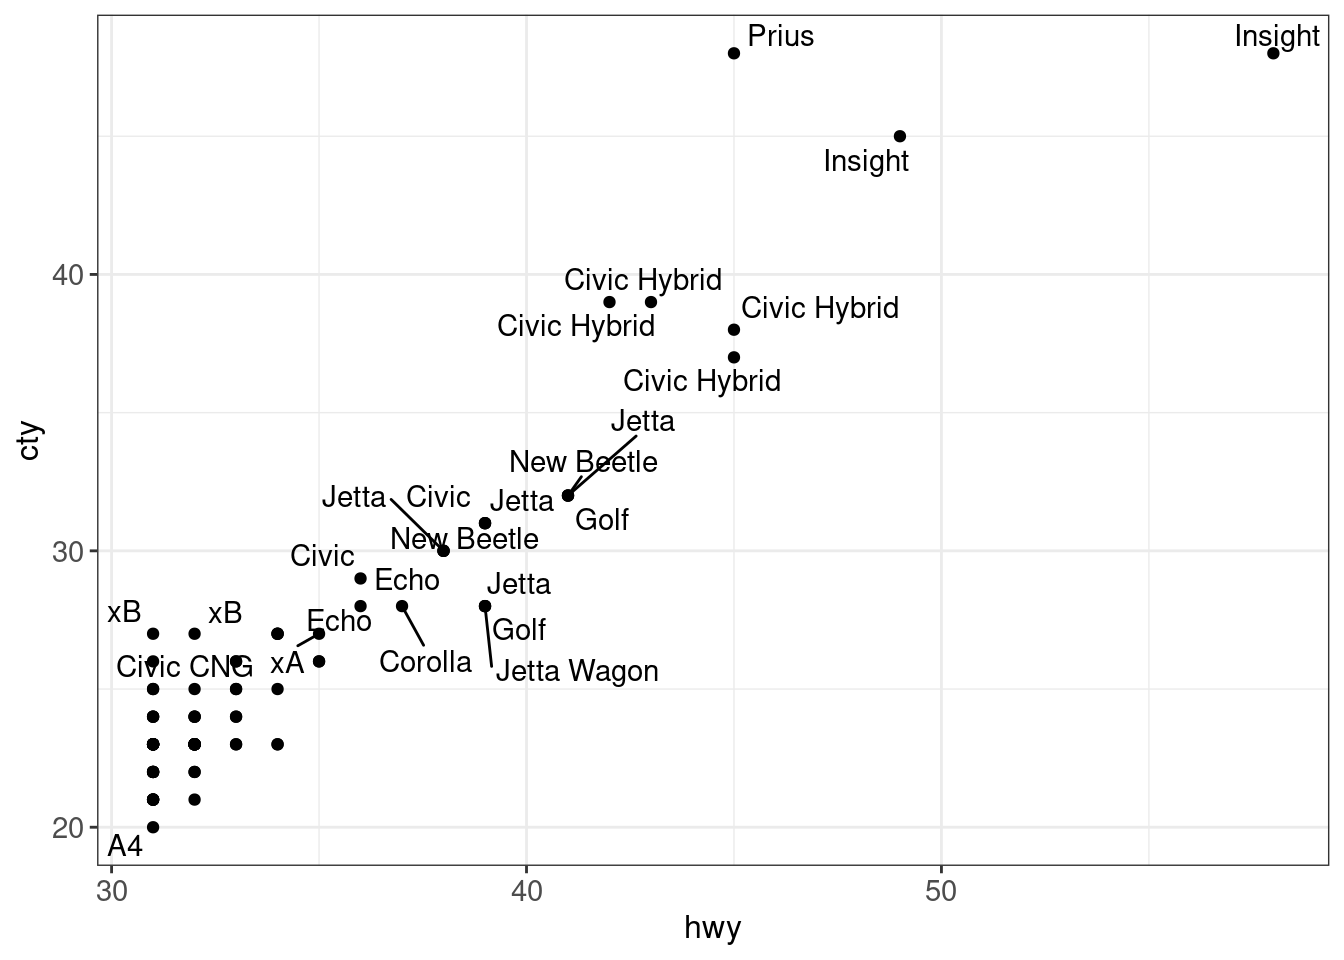 Prius
Insight
Insight
40
Civic Hybrid
Civic Hybrid
Civic Hybrid
Civic Hybrid
cty
Jetta
New Beetle
Jetta
Civic
Jetta
Golf
New Beetle
30
Civic
Echo
Jetta
xB
xB
Echo
Golf
Civic CNG
xA
Corolla
Jetta Wagon
20
A4
30
40
50
hwy